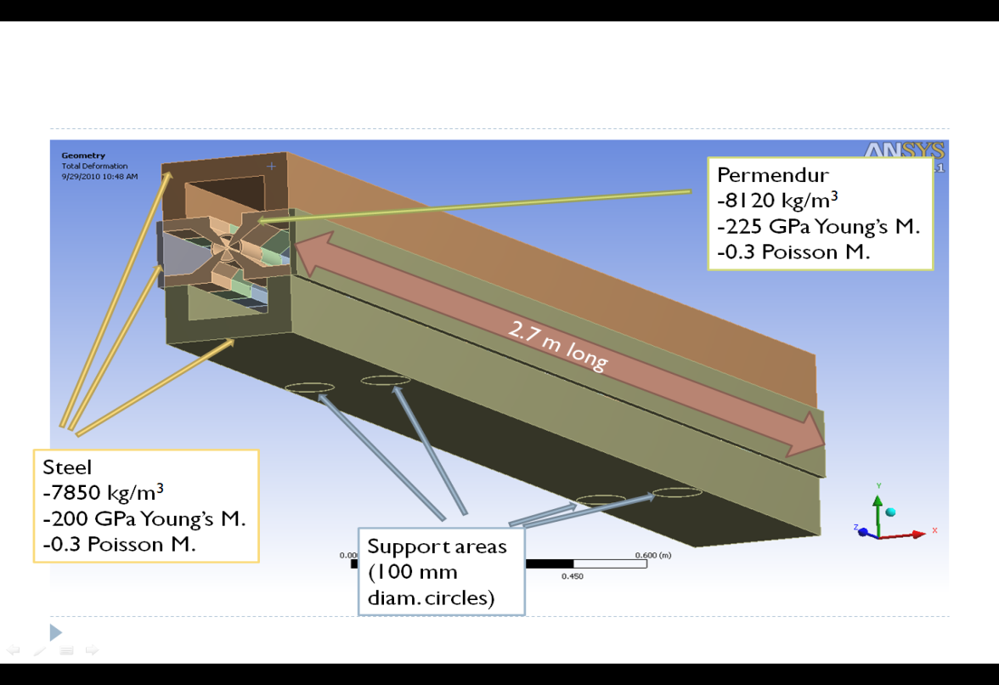 Geometry
Total Deformation
9/29/2010 10:48 AM
ANSYS
Permendur
-8120 kg/m³
-225 GPa Young's M.
-0.3 Poisson M.
2.7 m long
Steel
-7850 kg/m³
-200 GPa Young's M.
-0.3 Poisson M.
Support areas
(100 mm
diam. circles)
0.600 (m)
0.450
Y
Z
X